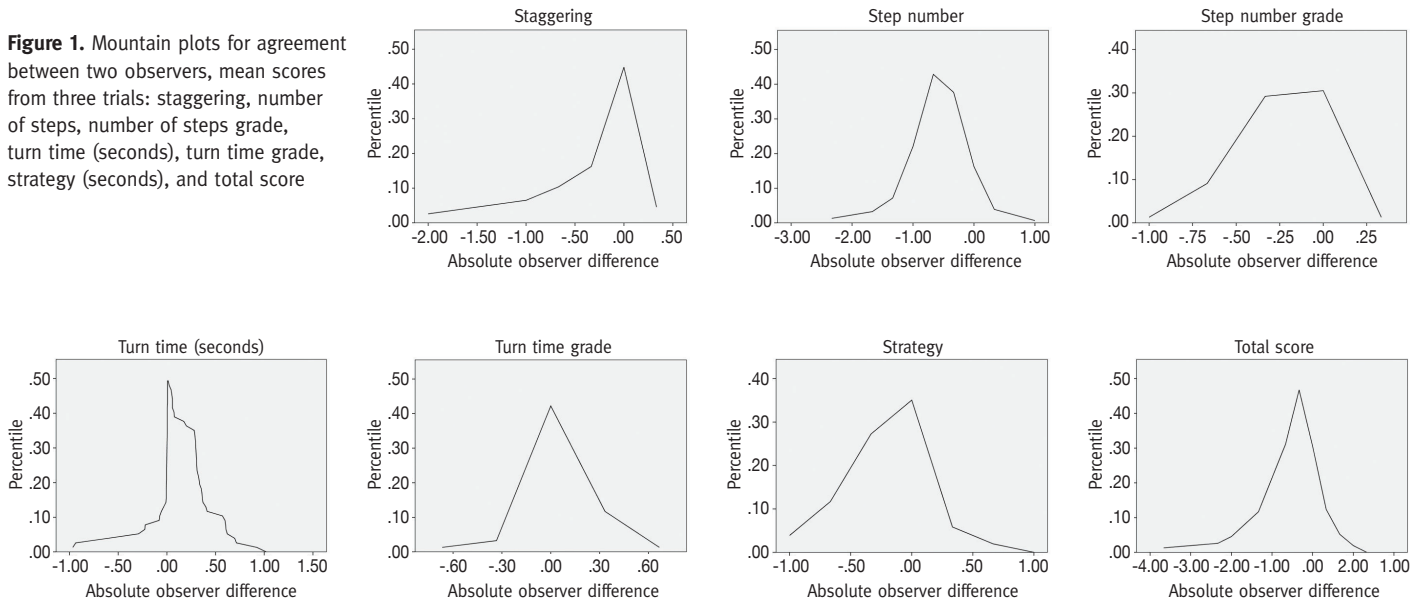 Figure 1. Mountain plots for agreement
between two observers, mean scores
from three trials: staggering, number
of steps, number of steps grade,
turn time (seconds), turn time grade,
strategy (seconds), and total score
Staggering
.50
.40
.30
.20
.10
.00
Percentile
-2.00 -1.50 -1.00 -.50 .00 .50
Absolute observer difference
Step number
.50
.40
.30
.20
.10
.00
Percentile
-3.00 -2.00 -1.00 .00 1.00
Absolute observer difference
Step number grade
.40
.30
.20
.10
.00
Percentile
-1.00 -.75 -.50 -.25 .00 .25
Absolute observer difference
Turn time (seconds)
.50
.40
.30
.20
.10
.00
Percentile
-1.00 -.50 .00 .50 1.00 1.50
Absolute observer difference
Turn time grade
.50
.40
.30
.20
.10
.00
Percentile
-.60 -.30 .00 .30 .60
Absolute observer difference
Strategy
.40
.30
.20
.10
.00
Percentile
-1.00 -.50 .00 .50 1.00
Absolute observer difference
Total score
.50
.40
.30
.20
.10
.00
Percentile
-4.00 -3.00 -2.00 -1.00 .00 2.00 1.00
Absolute observer difference